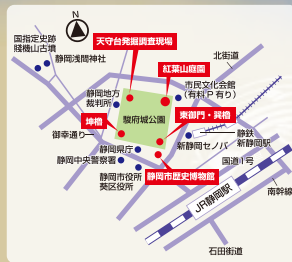 N
国指定史跡
賤機山古墳
静岡浅間神社
天守台発掘調査現場
紅葉山庭園
北街道
市民文化会館
(有料P有り)
静岡地方
裁判所
駿府城公園
坤櫓
東御門・巽櫓
御幸通り
静鉄
新静岡駅
新静岡セノバ
静岡県庁
静岡中央警察署
国道1号
静岡市役所
葵区役所
静岡市歴史博物館
JR静岡駅
南幹線
石田街道